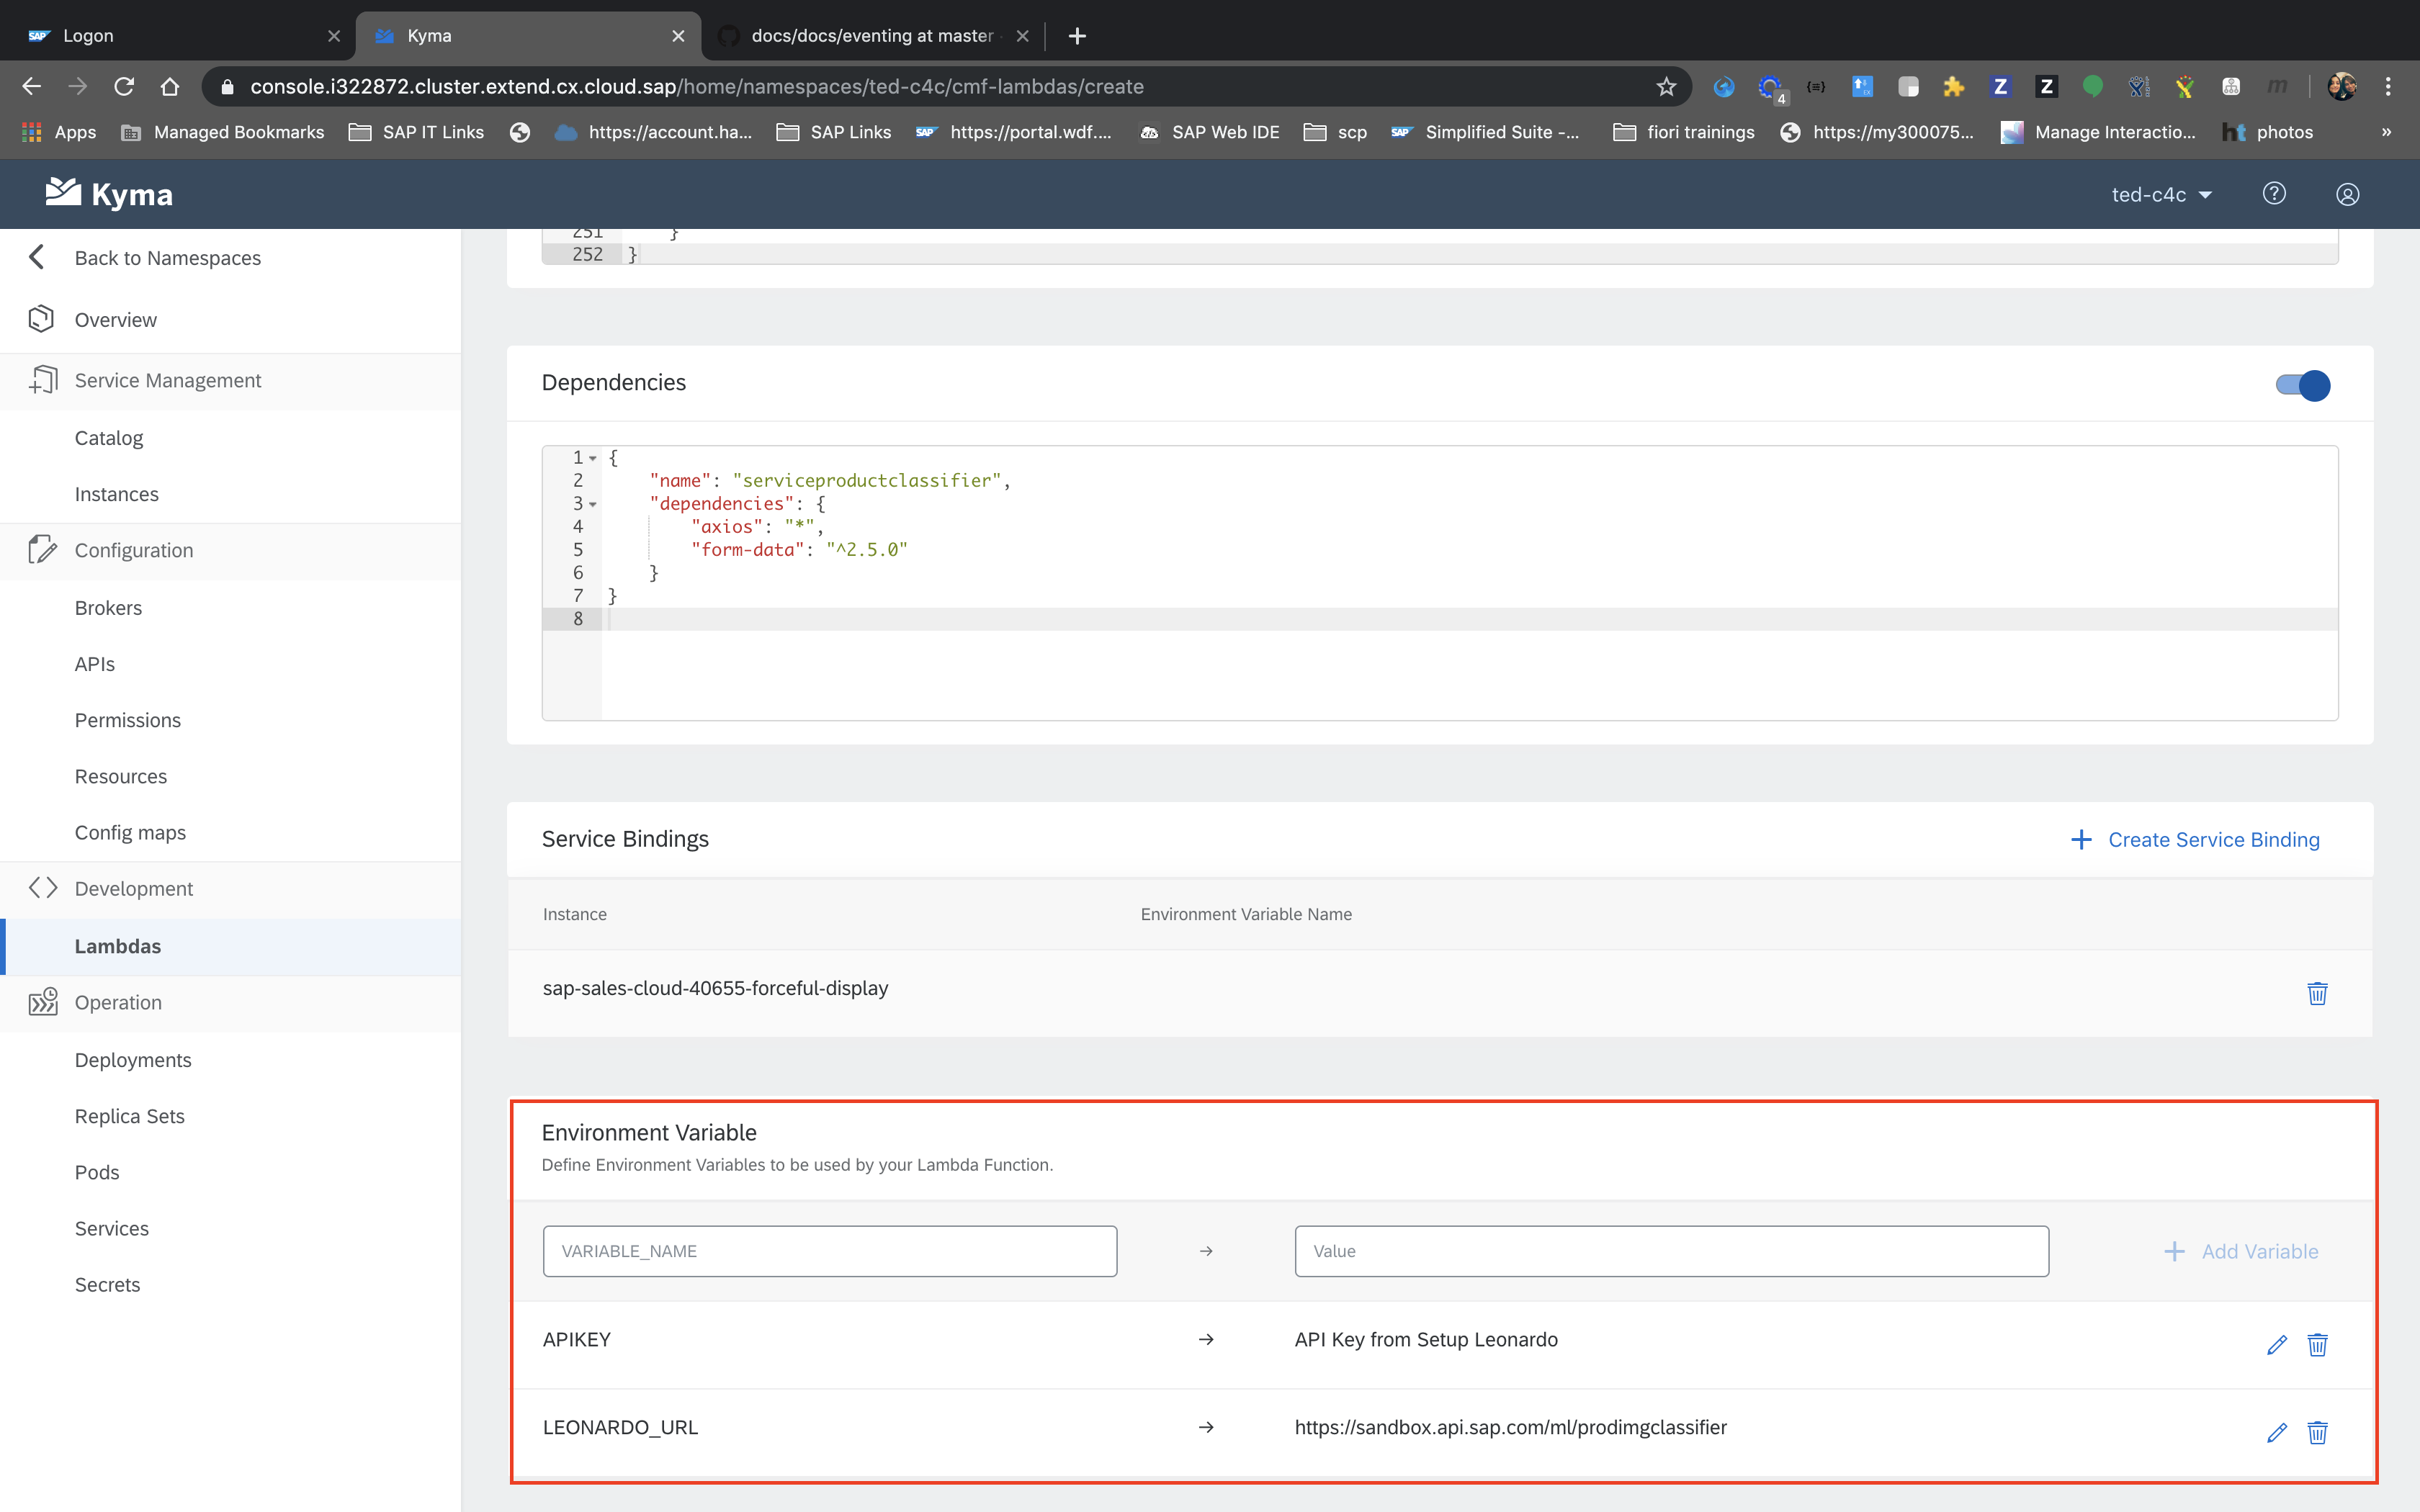 SAP Logon
Kyma
docs/docs/eventing at master
console.i322872.cluster.extend.cx.cloud.sap/home/namespaces/ted-c4c/cmf-lambdas/create
4
Z
Z
m
Apps
Managed Bookmarks
SAP IT Links
https://account.ha...
SAP Links
SAP https://portal.wdf....
SAP Web IDE
scp
SAP Simplified Suite -...
fiori trainings
https://my300075...
Manage Interactio...
ht photos
»
Kyma
ted-c4c
?
Back to Namespaces
Overview
Service Management
Catalog
Instances
Configuration
Brokers
APIs
Permissions
Resources
Config maps
Development
Lambdas
Operation
Deployments
Replica Sets
Pods
Services
Secrets
251 }
252 }
Dependencies
1 {
2 "name": "serviceproductclassifier",
3 "dependencies": {
4 "axios": "*",
5 "form-data": "^2.5.0"
6 }
7 }
8
Service Bindings
+ Create Service Binding
Instance Environment Variable Name
sap-sales-cloud-40655-forceful-display
Environment Variable
Define Environment Variables to be used by your Lambda Function.
VARIABLE_NAME → Value + Add Variable
APIKEY → API Key from Setup Leonardo
LEONARDO_URL → https://sandbox.api.sap.com/ml/prodimgclassifier